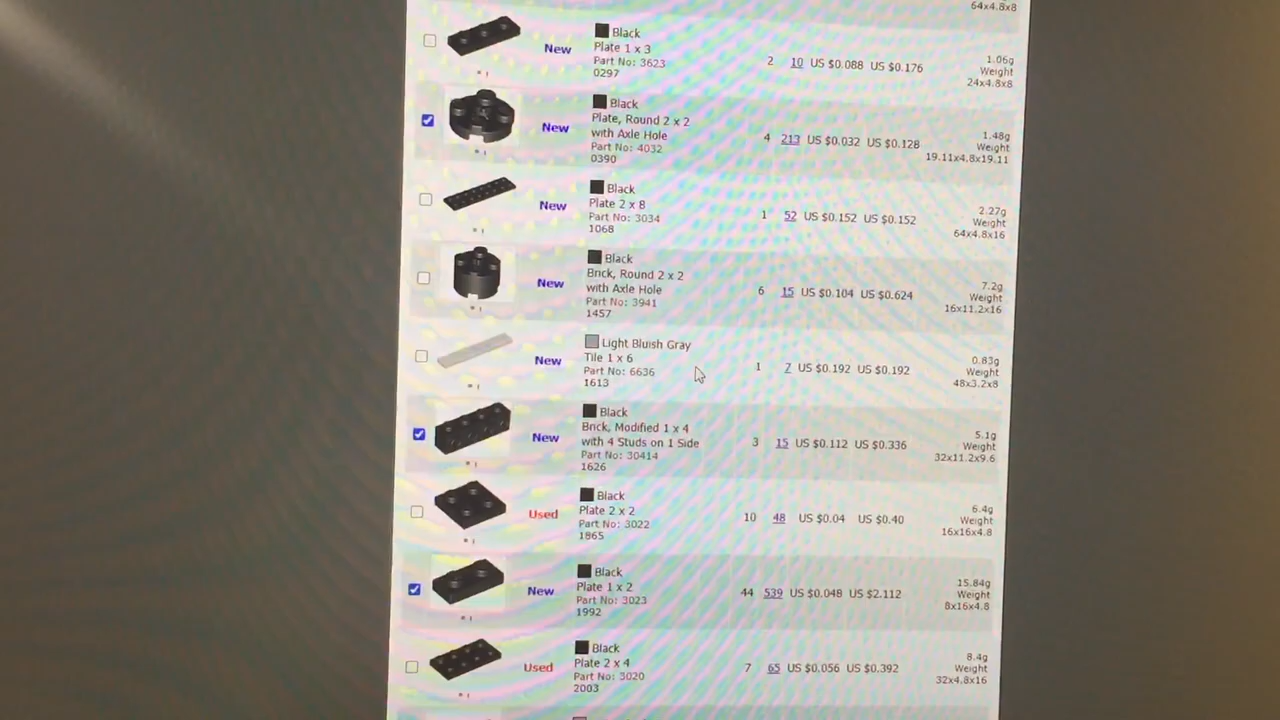 64x4.8x8
Black
Plate 1 x 3
Part No: 3623
0297
New
2 10 US $0.088 US $0.176
1.06g
Weight
24x4.8x8
Black
Plate, Round 2 x 2
with Axle Hole
Part No: 4032
0390
New
4 213 US $0.032 US $0.128
1.48g
Weight
19.11x4.8x19.11
Black
Plate 2 x 8
Part No: 3034
1068
New
1 52 US $0.152 US $0.152
2.27g
Weight
64x4.8x16
Black
Brick, Round 2 x 2
with Axle Hole
Part No: 3941
1457
New
6 15 US $0.104 US $0.624
7.2g
Weight
16x11.2x16
Light Bluish Gray
Tile 1 x 6
Part No: 6636
1613
New
1 7 US $0.192 US $0.192
0.83g
Weight
48x3.2x8
Black
Brick, Modified 1 x 4
with 4 Studs on 1 Side
Part No: 30414
1626
New
3 15 US $0.112 US $0.336
5.1g
Weight
32x11.2x9.6
Black
Plate 2 x 2
Part No: 3022
1865
Used
10 48 US $0.04 US $0.40
6.4g
Weight
16x16x4.8
Black
Plate 1 x 2
Part No: 3023
1992
New
44 539 US $0.048 US $2.112
15.84g
Weight
8x16x4.8
Black
Plate 2 x 4
Part No: 3020
2003
Used
7 65 US $0.056 US $0.392
8.4g
Weight
32x4.8x16